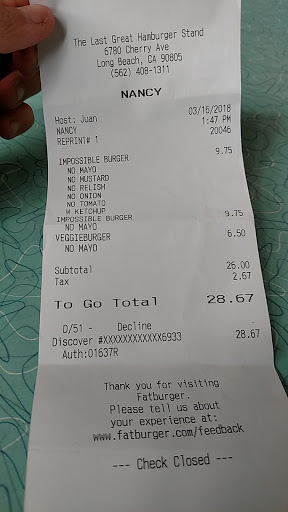 The Last Great Hamburger Stand
6780 Cherry Ave
Long Beach, CA 90805
(562) 408-1311
NANCY
Host: Juan 03/16/2018
NANCY 1:47 PM
REPRINT# 1 20046
IMPOSSIBLE BURGER 9.75
NO MAYO
NO MUSTARD
NO RELISH
NO ONION
NO TOMATO
W KETCHUP
IMPOSSIBLE BURGER 9.75
NO MAYO
VEGGIEBURGER 6.50
NO MAYO
Subtotal 26.00
Tax 2.67
To Go Total 28.67
D/51 - Decline
Discover #XXXXXXXXXXXX6933 28.67
Auth:01637R
Thank you for visiting
Fatburger.
Please tell us about
your experience at:
www.fatburger.com/feedback
--- Check Closed ---